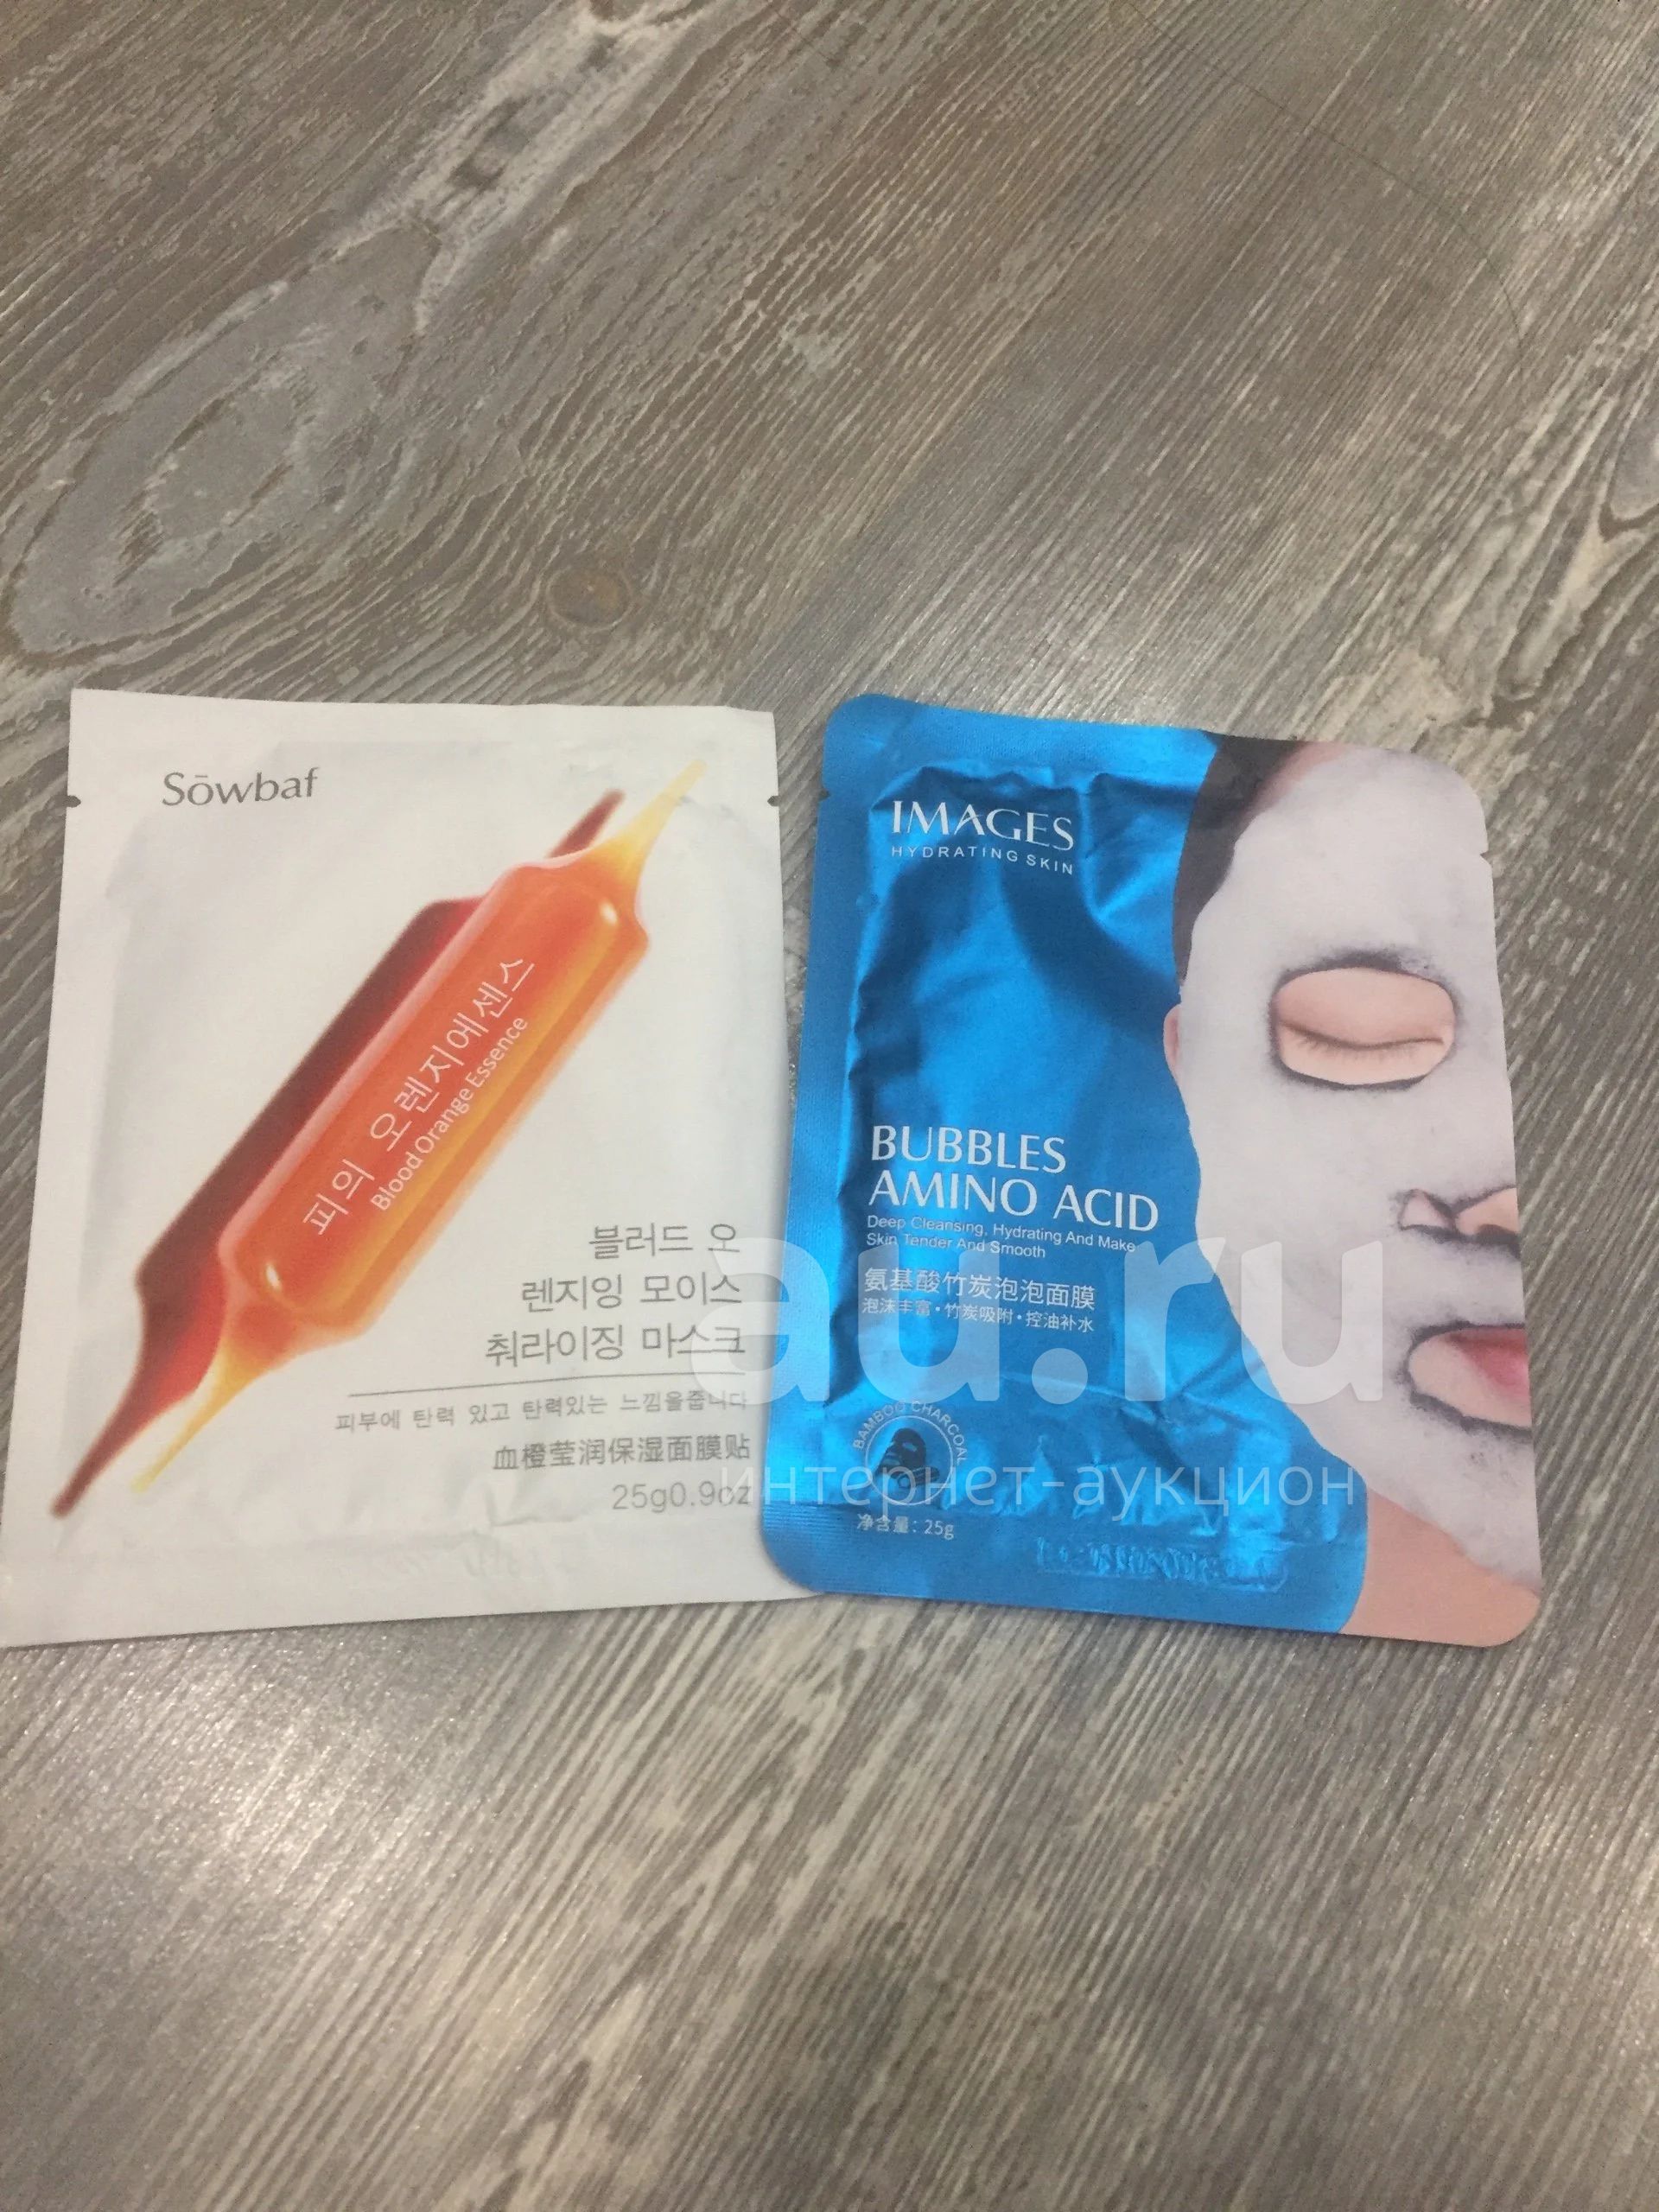 Sōwbaf
피의 오렌지에센스
Blood Orange Essence
블러드 오
렌지잉 모이스
춰라이징 마스크
피부에 탄력 있고 탄력있는 느낌을줍니다
血橙莹润保湿面膜贴
25g0.9oz
IMAGES
HYDRATING SKIN
BUBBLES
AMINO ACID
Deep Cleansing, Hydrating And Make
Skin Tender And Smooth
氨基酸竹炭泡泡面膜
泡沫丰富·竹炭吸附·控油补水
BAMBOO CHARCOAL
净含量: 25g
au.ru
интернет-аукцион